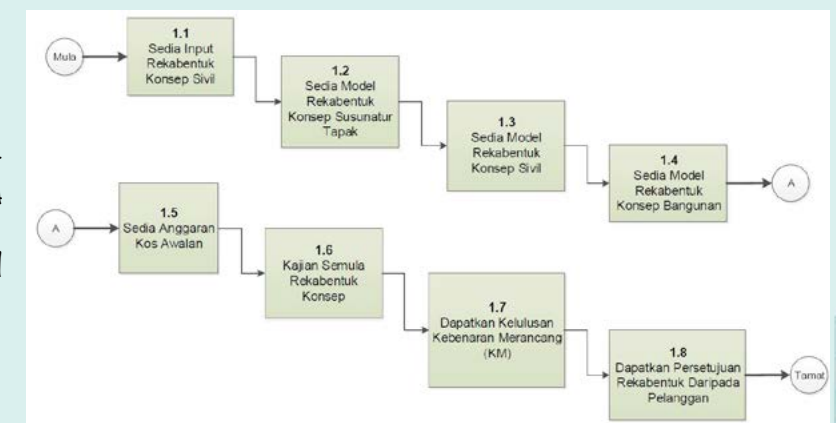 Mula
1.1
Sedia Input
Rekabentuk
Konsep Sivil
1.2
Sedia Model
Rekabentuk
Konsep Susunatur
Tapak
1.3
Sedia Model
Rekabentuk
Konsep Sivil
1.4
Sedia Model
Rekabentuk
Konsep Bangunan
A
A
1.5
Sedia Anggaran
Kos Awalan
1.6
Kajian Semula
Rekabentuk
Konsep
1.7
Dapatkan Kelulusan
Kebenaran Merancang
(KM)
1.8
Dapatkan Persetujuan
Rekabentuk Daripada
Pelanggan
Tamat